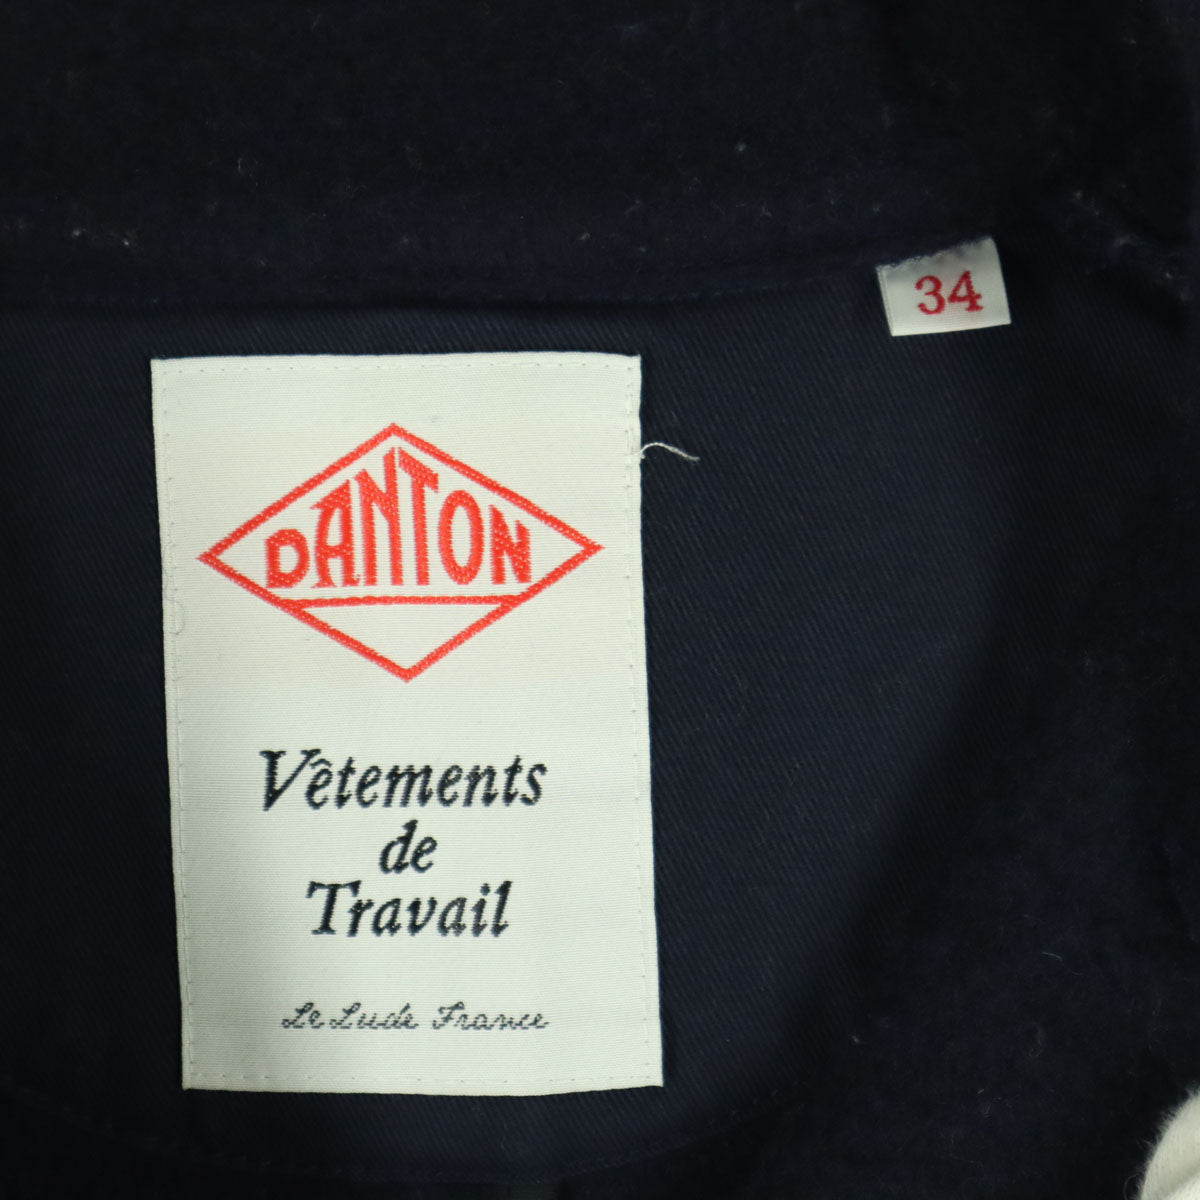 34
DANTON
Vêtements
de
Travail
Le Lude France